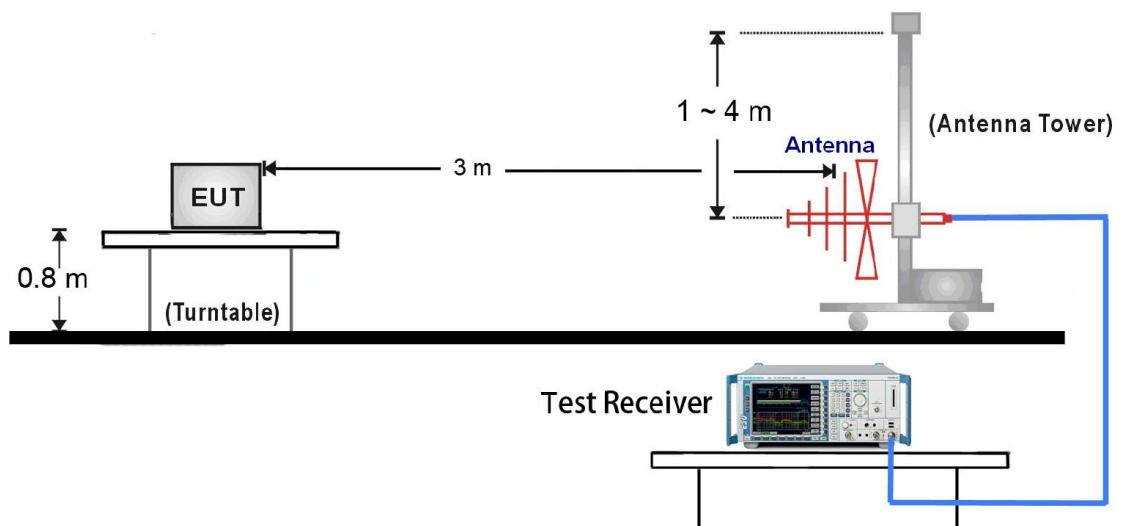 1 ~ 4 m
(Antenna Tower)
Antenna
3 m
EUT
0.8 m
(Turntable)
Test Receiver